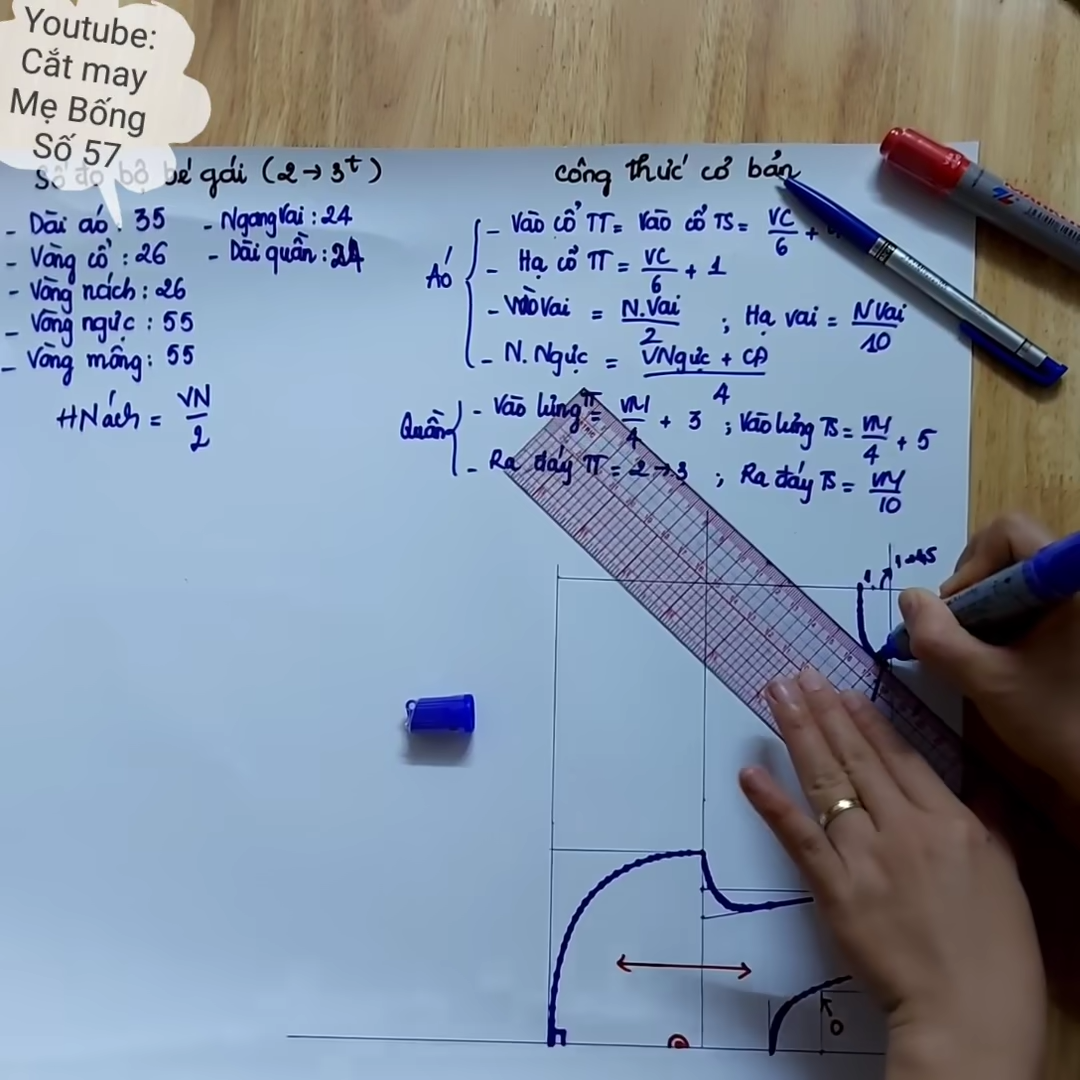 Youtube:
Cắt may
Mẹ Bống
Số 57
Số đo bộ bé gái (2→3t)
- Dài áo : 35
- Vòng cổ : 26
- Vòng nách : 26
- Vòng ngực : 55
- Vòng mông : 55
- Ngang vai : 24
- Dài quần : 24
HNách = VN/2
công thức cơ bản
Áo
- Vào cổ TT = Vào cổ TS = VC/6 +
- Hạ cổ TT = VC/6 + 1
- Vào Vai = N.Vai/2 ; Hạ vai = N Vai/10
- N. Ngực = VNgực + CĐ/4
Quần
- Vào lưng TT = VM/4 + 3 ; Vào lưng TS = VM/4 + 5
- Ra đáy TT = 2→3 ; Ra đáy TS = VM/10